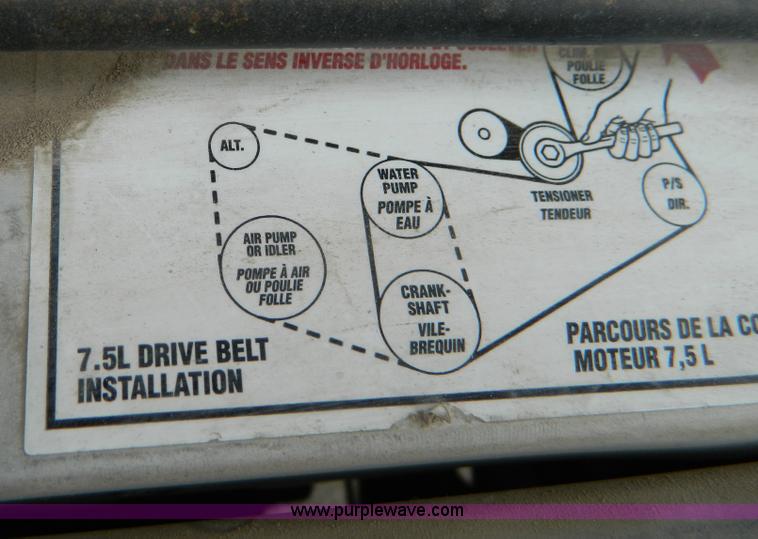 DANS LE SENS INVERSE D'HORLOGE.
POULIE
FOLLE
ALT.
WATER
PUMP
POMPE À
EAU
TENSIONER
TENDEUR
P/S
DIR.
AIR PUMP
OR IDLER
POMPE À AIR
OU POULIE
FOLLE
CRANK-
SHAFT
VILE-
BREQUIN
7.5L DRIVE BELT
INSTALLATION
PARCOURS DE LA CO
MOTEUR 7,5 L
www.purplewave.com